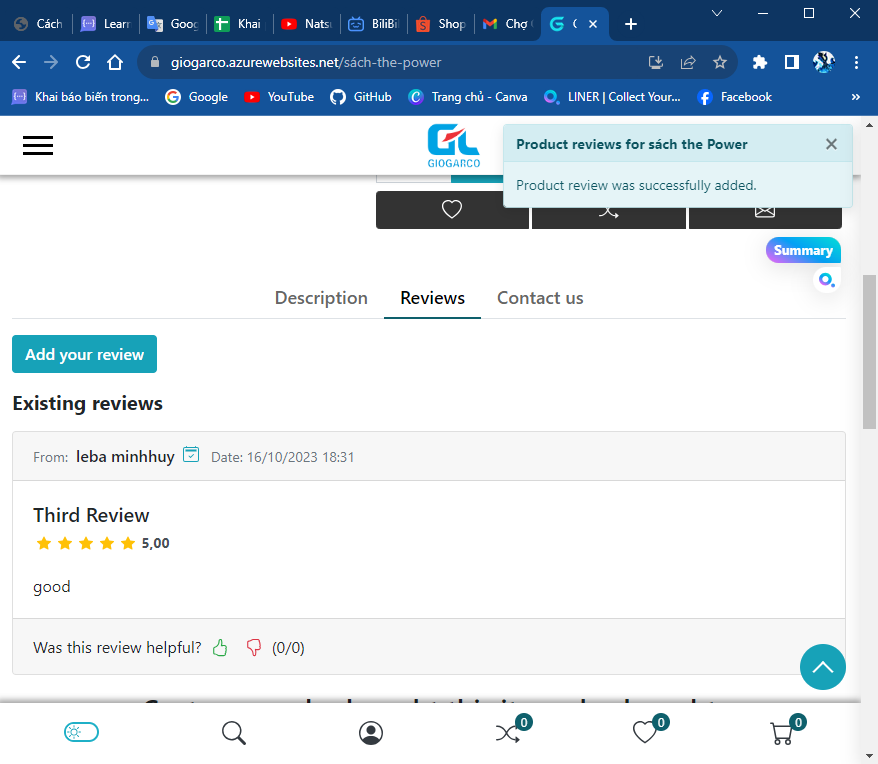 Cách
Learn
Goog
Khai
Nats
BiliBi
Shop
Chợ
giogarco.azurewebsites.net/sách-the-power
Khai báo biến trong...
Google
YouTube
GitHub
Trang chủ - Canva
LINER | Collect Your...
Facebook
»
GIOGARCO
Product reviews for sách the Power
Product review was successfully added.
Summary
Description
Reviews
Contact us
Add your review
Existing reviews
From: leba minhhuy Date: 16/10/2023 18:31
Third Review
5,00
good
Was this review helpful? (0/0)
0
0
0